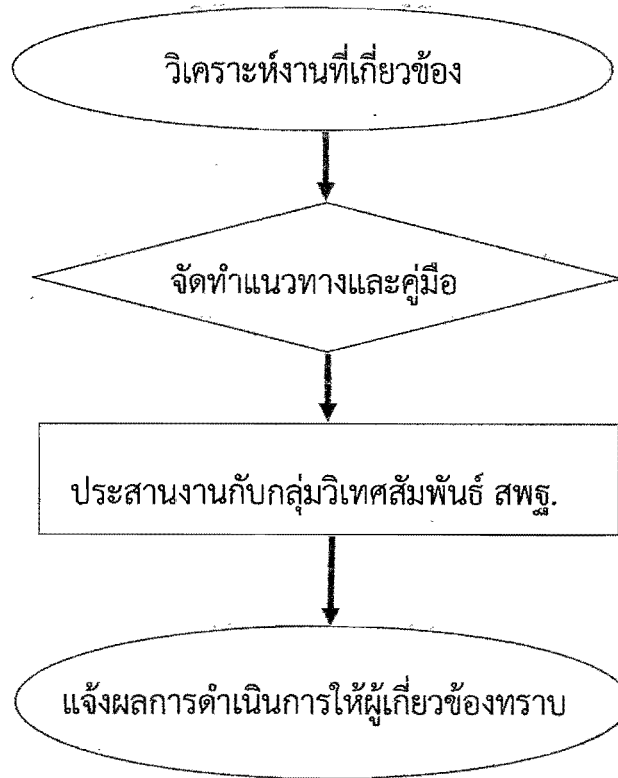 วิเคราะห์งานที่เกี่ยวข้อง
จัดทำแนวทางและคู่มือ
ประสานงานกับกลุ่มวิเทศสัมพันธ์ สพฐ.
แจ้งผลการดำเนินการให้ผู้เกี่ยวข้องทราบ